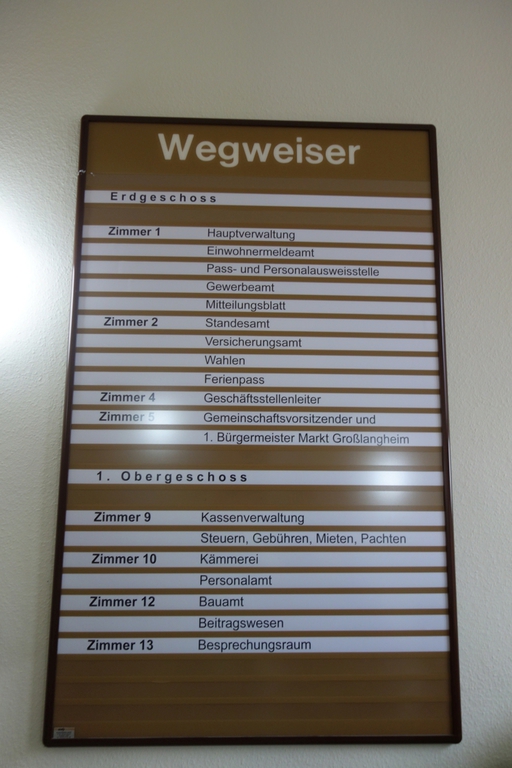 Wegweiser
Erdgeschoss
Zimmer 1 Hauptverwaltung
Einwohnermeldeamt
Pass- und Personalausweisstelle
Gewerbeamt
Mitteilungsblatt
Zimmer 2 Standesamt
Versicherungsamt
Wahlen
Ferienpass
Zimmer 4 Geschäftsstellenleiter
Zimmer 5 Gemeinschaftsvorsitzender und
1. Bürgermeister Markt Großlangheim
1. Obergeschoss
Zimmer 9 Kassenverwaltung
Steuern, Gebühren, Mieten, Pachten
Zimmer 10 Kämmerei
Personalamt
Zimmer 12 Bauamt
Beitragswesen
Zimmer 13 Besprechungsraum